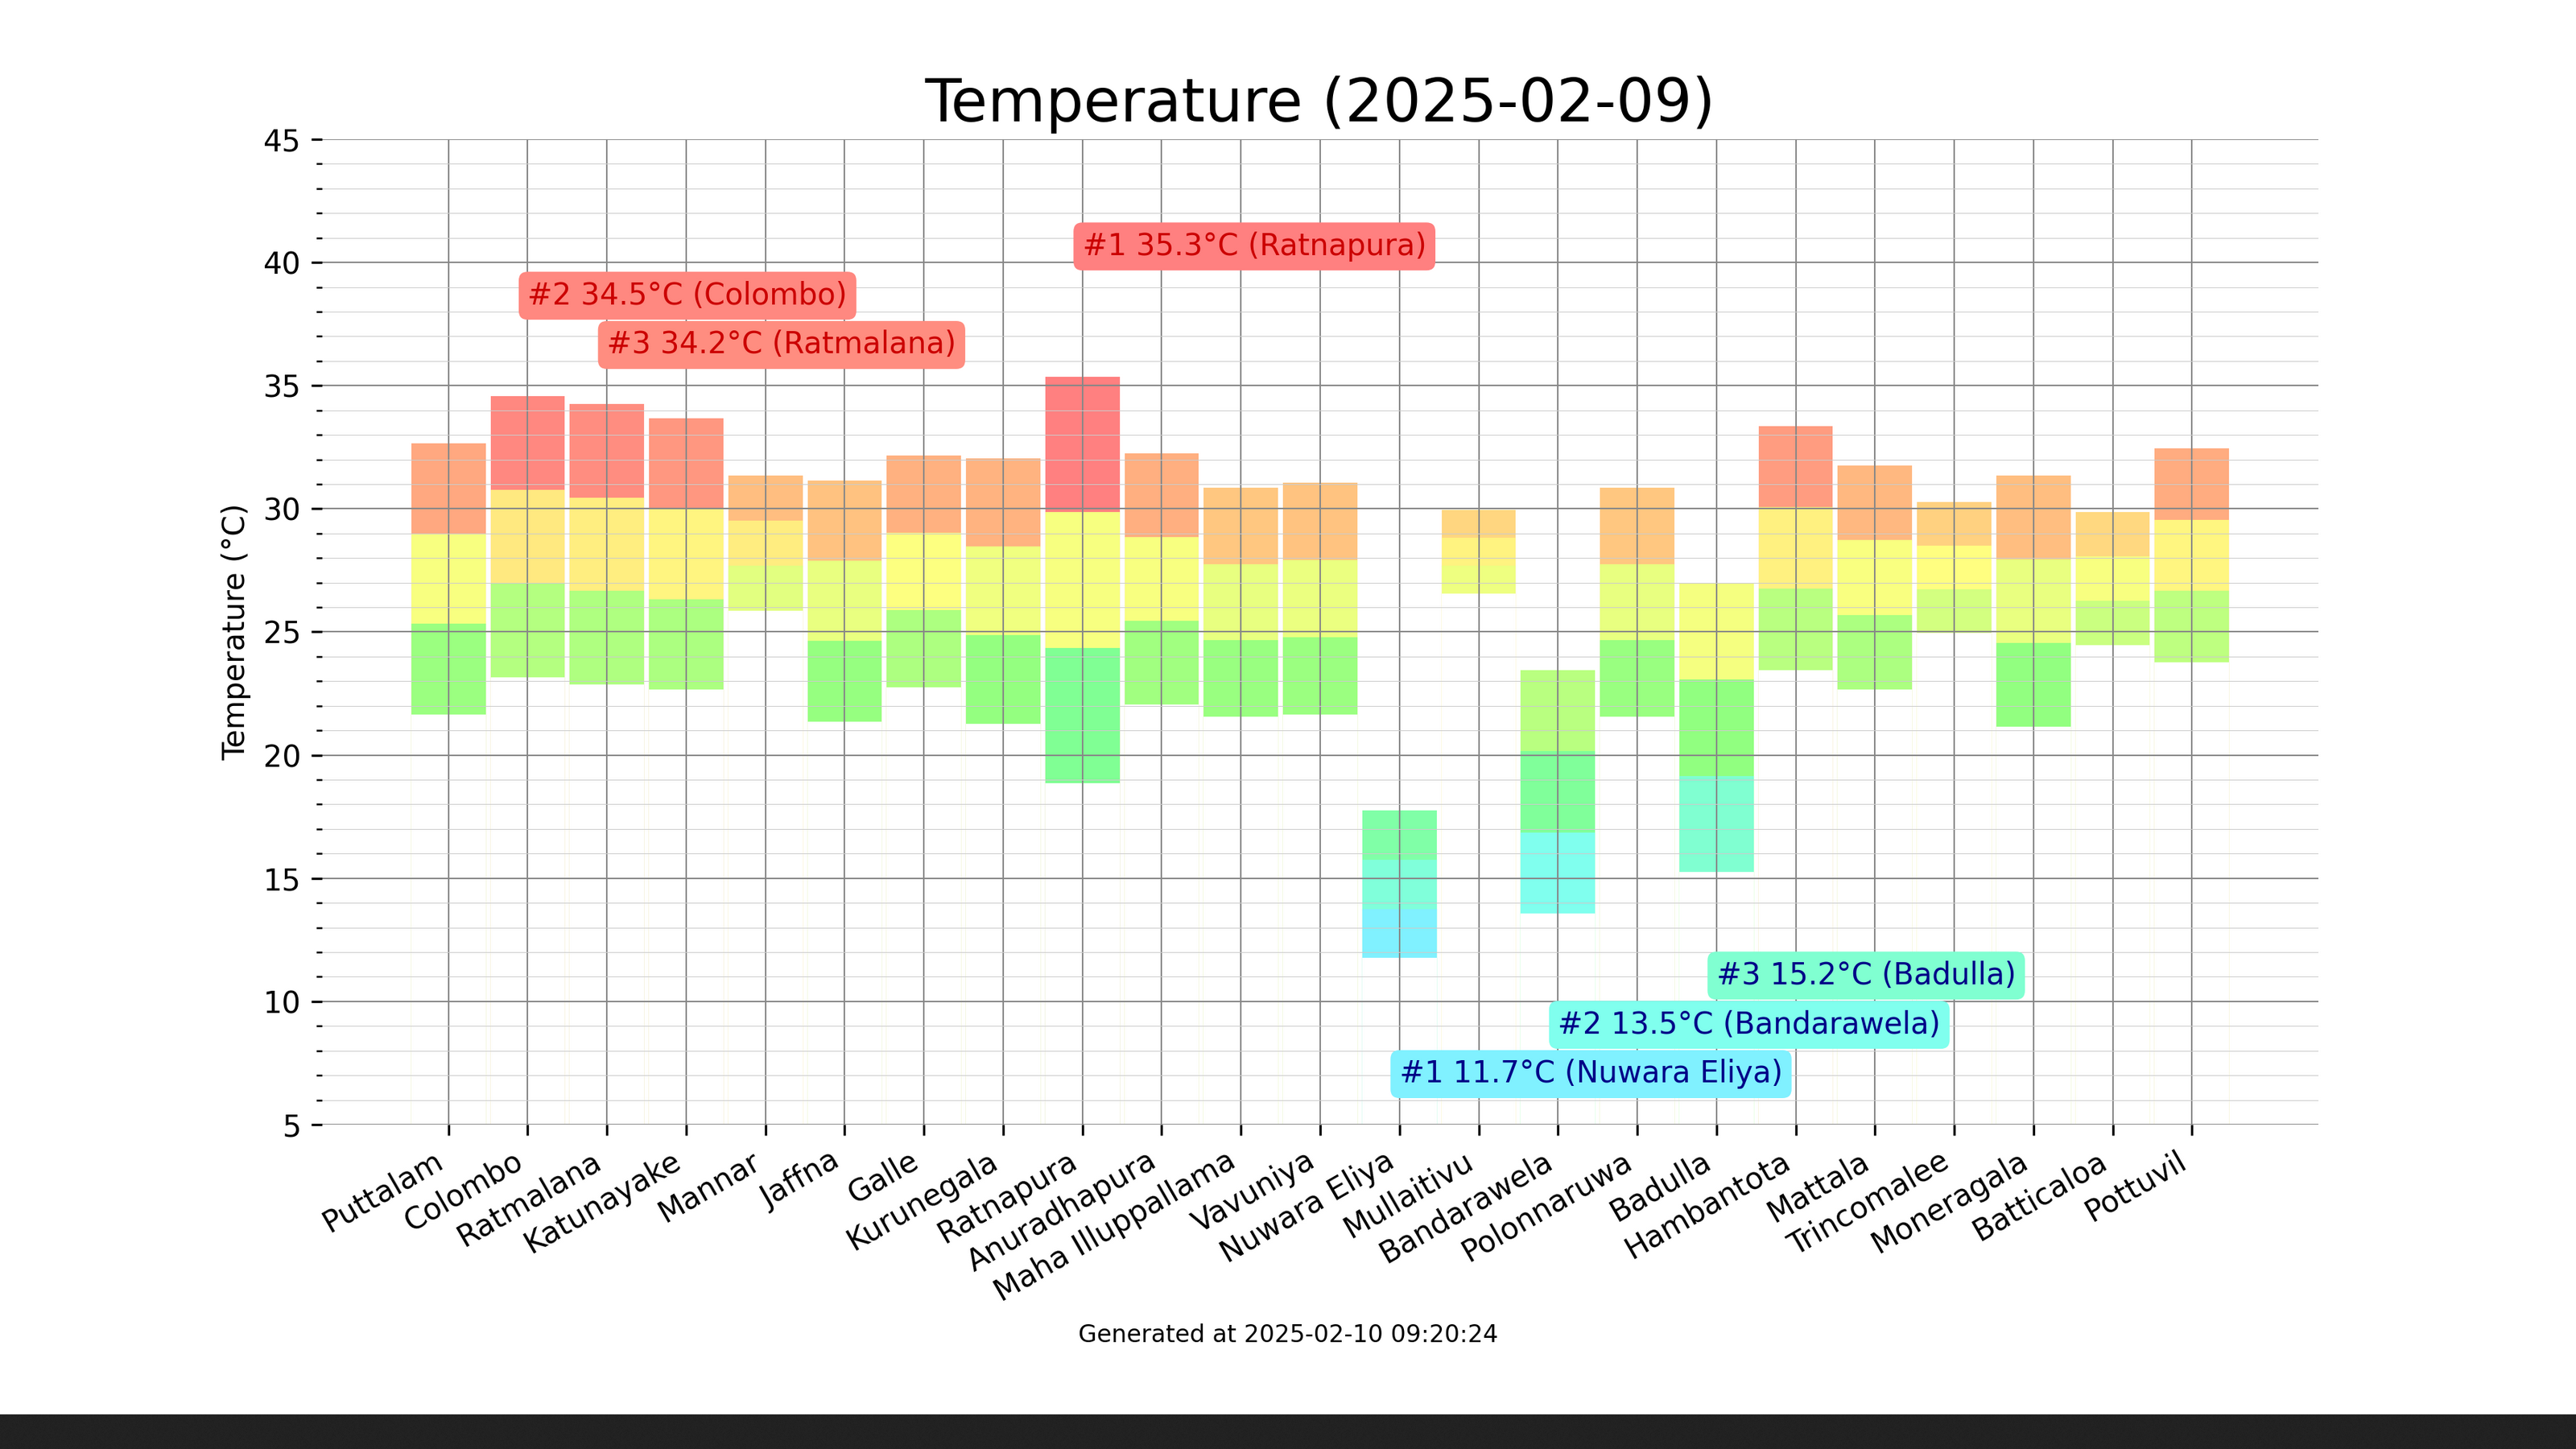 Temperature (2025-02-09)
45
40
35
30
25
20
15
10
5
Temperature (°C)
#1 35.3°C (Ratnapura)
#2 34.5°C (Colombo)
#3 34.2°C (Ratmalana)
#3 15.2°C (Badulla)
#2 13.5°C (Bandarawela)
#1 11.7°C (Nuwara Eliya)
Puttalam
Colombo
Ratmalana
Katunayake
Mannar
Jaffna
Galle
Kurunegala
Ratnapura
Anuradhapura
Maha Illuppallama
Vavuniya
Nuwara Eliya
Mullaitivu
Bandarawela
Polonnaruwa
Badulla
Hambantota
Mattala
Trincomalee
Moneragala
Batticaloa
Pottuvil
Generated at 2025-02-10 09:20:24